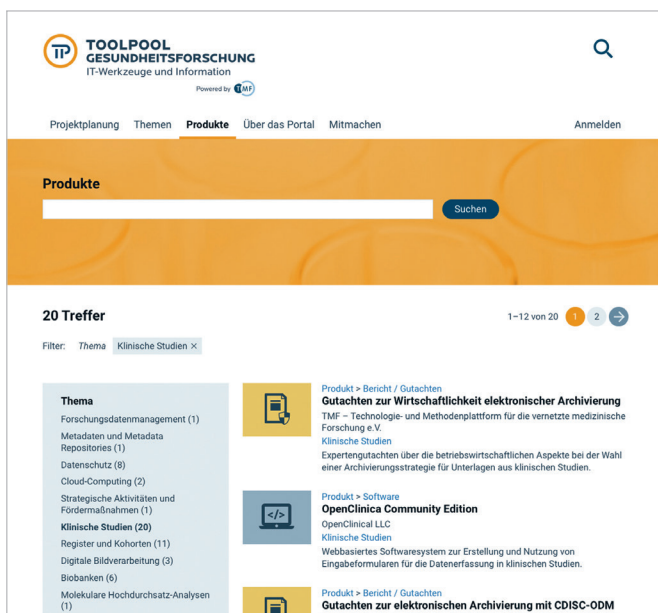 TP
TOOLPOOL
GESUNDHEITSFORSCHUNG
IT-Werkzeuge und Information
Powered by TMF
Projektplanung Themen Produkte Über das Portal Mitmachen Anmelden
Produkte
Suchen
20 Treffer
1–12 von 20 1 2 →
Filter: Thema Klinische Studien ×
Thema
Forschungsdatenmanagement (1)
Metadaten und Metadata
Repositories (1)
Datenschutz (8)
Cloud-Computing (2)
Strategische Aktivitäten und
Fördermaßnahmen (1)
Klinische Studien (20)
Register und Kohorten (11)
Digitale Bildverarbeitung (3)
Biobanken (6)
Molekulare Hochdurchsatz-Analysen
(1)
Produkt > Bericht / Gutachten
Gutachten zur Wirtschaftlichkeit elektronischer Archivierung
TMF – Technologie- und Methodenplattform für die vernetzte medizinische
Forschung e.V.
Klinische Studien
Expertengutachten über die betriebswirtschaftlichen Aspekte bei der Wahl
einer Archivierungsstrategie für Unterlagen aus klinischen Studien.
</>
Produkt > Software
OpenClinica Community Edition
OpenClinical LLC
Klinische Studien
Webbasiertes Softwaresystem zur Erstellung und Nutzung von
Eingabeformularen für die Datenerfassung in klinischen Studien.
Produkt > Bericht / Gutachten
Gutachten zur elektronischen Archivierung mit CDISC-ODM